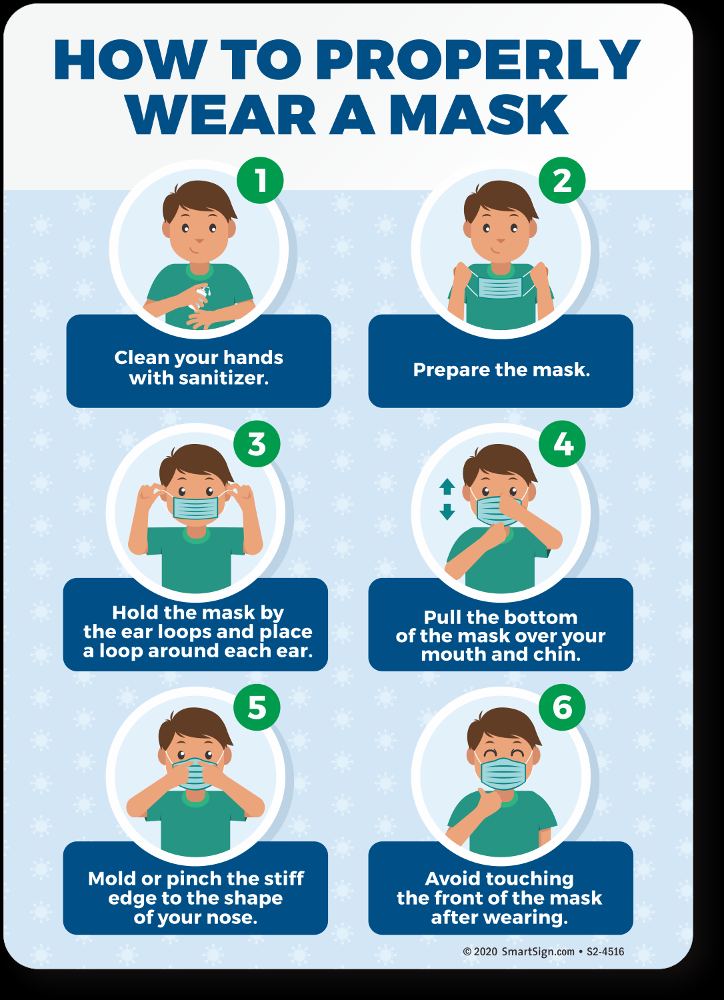 HOW TO PROPERLY
WEAR A MASK
1
Clean your hands
with sanitizer.
2
Prepare the mask.
3
Hold the mask by
the ear loops and place
a loop around each ear.
4
Pull the bottom
of the mask over your
mouth and chin.
5
Mold or pinch the stiff
edge to the shape
of your nose.
6
Avoid touching
the front of the mask
after wearing.
© 2020 SmartSign.com • S2-4516